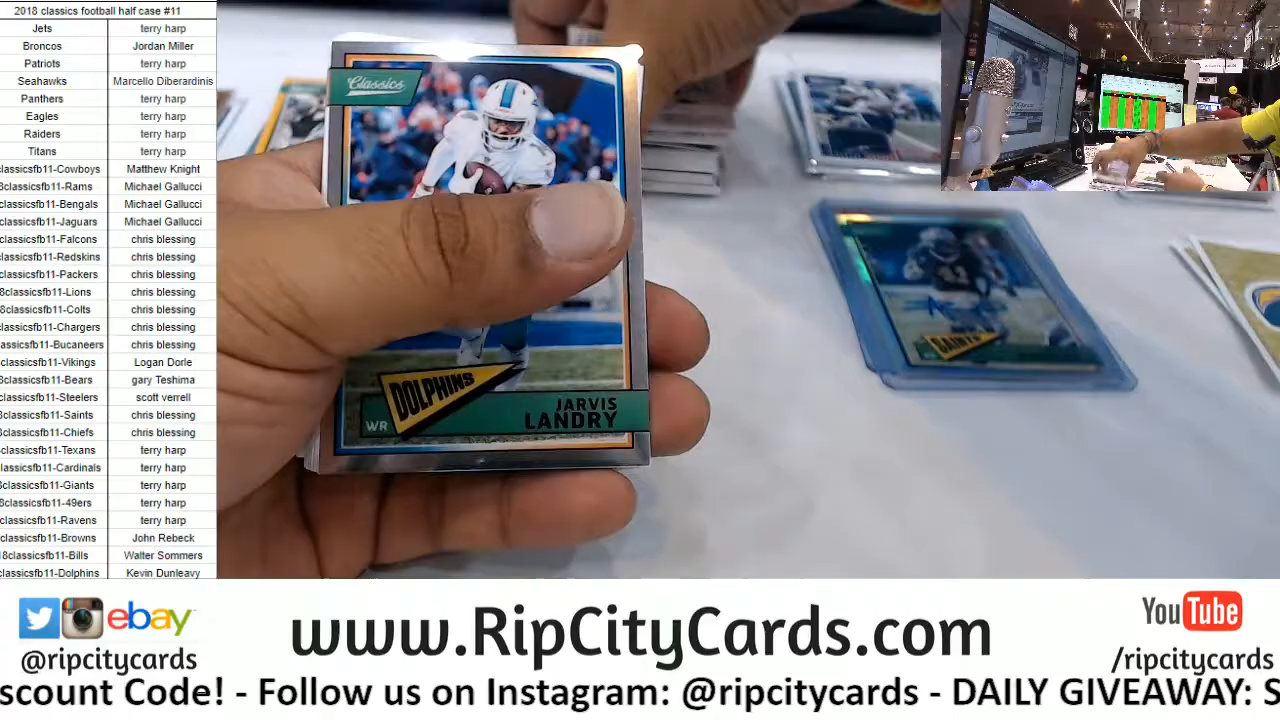 2018 classics football half case #11
Jets terry harp
Broncos Jordan Miller
Patriots terry harp
Seahawks Marcello Diberardinis
Panthers terry harp
Eagles terry harp
Raiders terry harp
Titans terry harp
classicsfb11-Cowboys Matthew Knight
8classicsfb11-Rams Michael Gallucci
classicsfb11-Bengals Michael Gallucci
classicsfb11-Jaguars Michael Gallucci
classicsfb11-Falcons chris blessing
classicsfb11-Redskins chris blessing
classicsfb11-Packers chris blessing
8classicsfb11-Lions chris blessing
8classicsfb11-Colts chris blessing
classicsfb11-Chargers chris blessing
assicsfb11-Bucaneers chris blessing
classicsfb11-Vikings Logan Dorle
8classicsfb11-Bears gary Teshima
classicsfb11-Steelers scott verrell
8classicsfb11-Saints chris blessing
8classicsfb11-Chiefs chris blessing
classicsfb11-Texans terry harp
classicsfb11-Cardinals terry harp
classicsfb11-Giants terry harp
8classicsfb11-49ers terry harp
classicsfb11-Ravens terry harp
classicsfb11-Browns John Rebeck
18classicsfb11-Bills Walter Sommers
classicsfb11-Dolphins Kevin Dunleavy
Classics
DOLPHINS
WR
JARVIS
LANDRY
SAINTS
ebay
@ripcitycards
www.RipCityCards.com
YouTube
/ripcitycards
scount Code! - Follow us on Instagram: @ripcitycards - DAILY GIVEAWAY: S